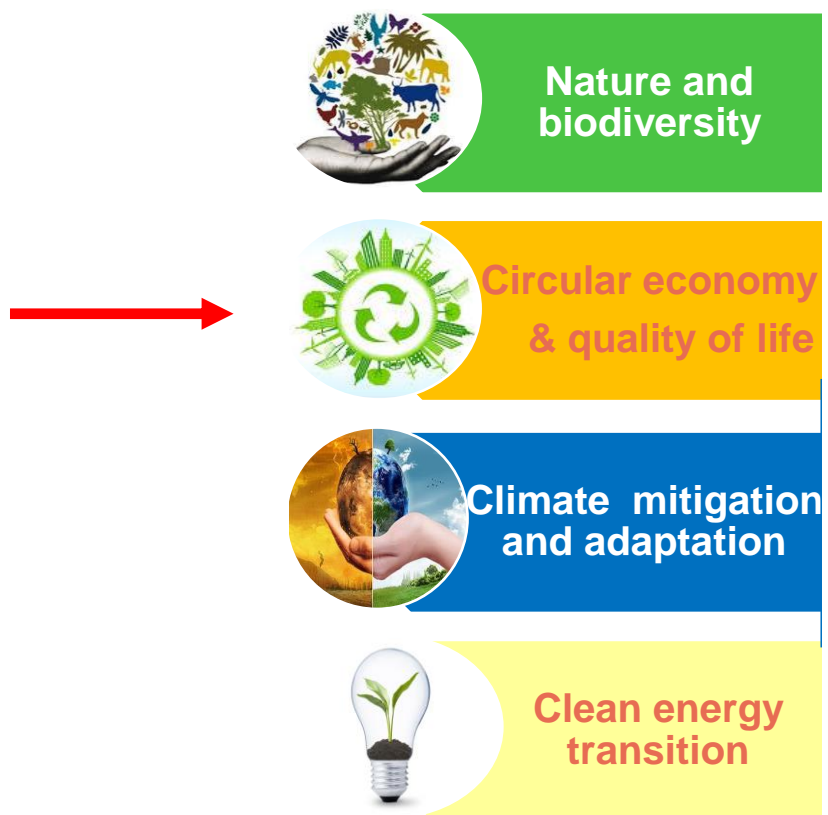 Nature and
biodiversity
Circular economy
& quality of life
Climate  mitigation
and adaptation
Clean energy
transition